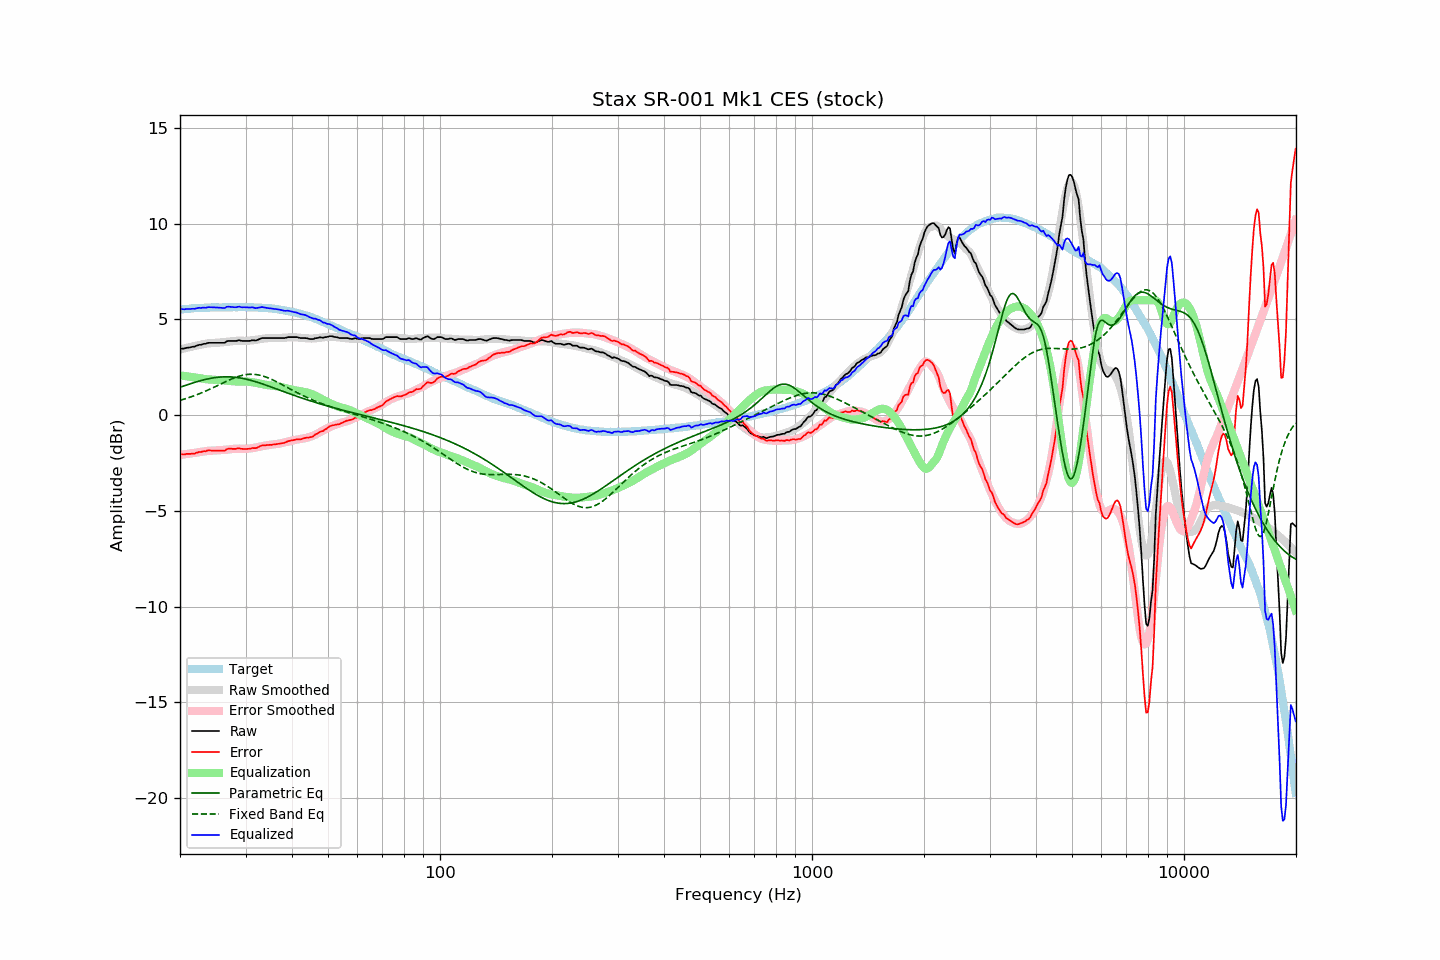 Stax SR-001 Mk1 CES (stock)
15
10
5
0
−5
−10
−15
−20
Amplitude (dBr)
Target
Raw Smoothed
Error Smoothed
Raw
Error
Equalization
Parametric Eq
Fixed Band Eq
Equalized
100 1000 10000
Frequency (Hz)